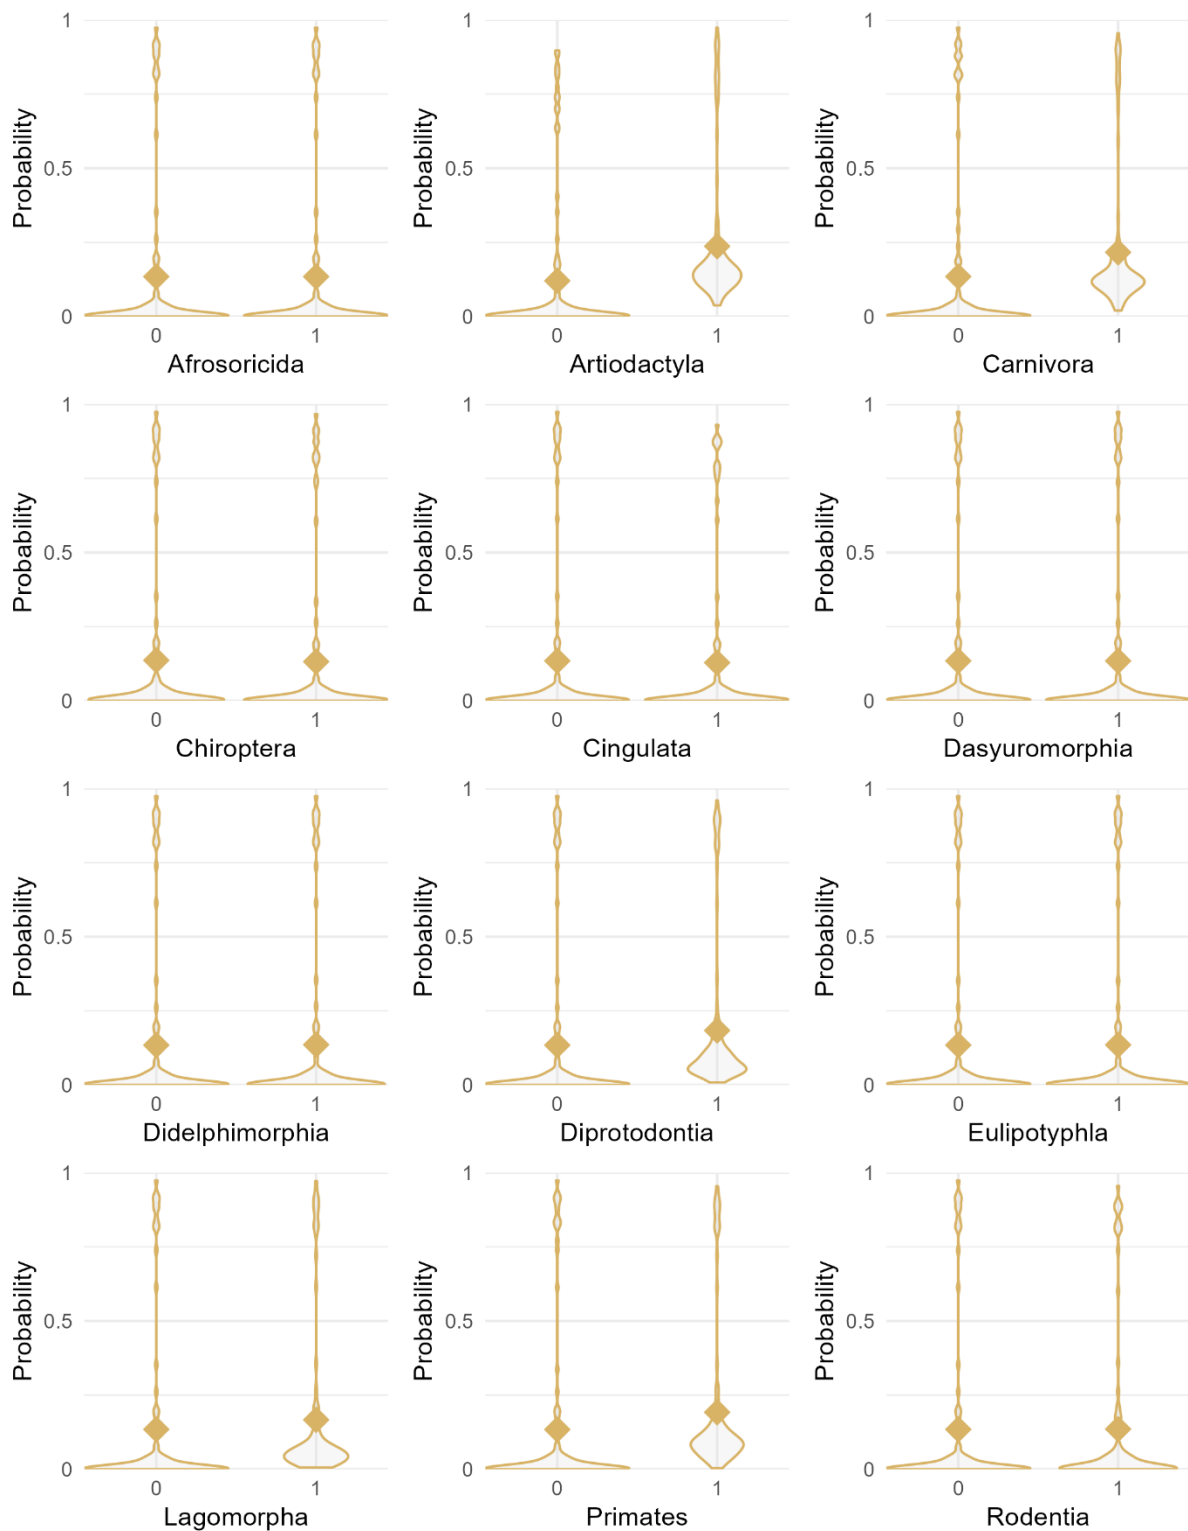 1
Probability
0.5
0
0 1
Afrosoricida
1
Probability
0.5
0
0 1
Artiodactyla
1
Probability
0.5
0
0 1
Carnivora
1
Probability
0.5
0
0 1
Chiroptera
1
Probability
0.5
0
0 1
Cingulata
1
Probability
0.5
0
0 1
Dasyuromorphia
1
Probability
0.5
0
0 1
Didelphimorphia
1
Probability
0.5
0
0 1
Diprotodontia
1
Probability
0.5
0
0 1
Eulipotyphla
1
Probability
0.5
0
0 1
Lagomorpha
1
Probability
0.5
0
0 1
Primates
1
Probability
0.5
0
0 1
Rodentia